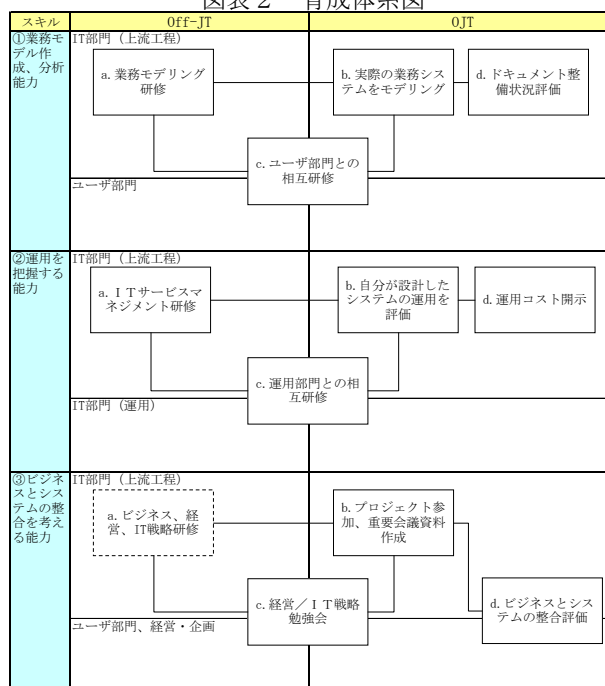 図表2 育成体系図
スキル
Off-JT
OJT
①業務モ
デル作
成、分析
能力
IT部門(上流工程)
a. 業務モデリング
研修
b. 実際の業務シス
テムをモデリング
d. ドキュメント整
備状況評価
c. ユーザ部門との
相互研修
ユーザ部門
②運用を
把握する
能力
IT部門(上流工程)
a. ITサービスマ
ネジメント研修
b. 自分が設計した
システムの運用を
評価
d. 運用コスト開示
c. 運用部門との相
互研修
IT部門(運用)
③ビジネ
スとシス
テムの整
合を考え
る能力
IT部門(上流工程)
a. ビジネス、経
営、IT戦略研修
b. プロジェクト参
加、重要会議資料
作成
c. 経営/IT戦略
勉強会
d. ビジネスとシス
テムの整合評価
ユーザ部門、経営・企画